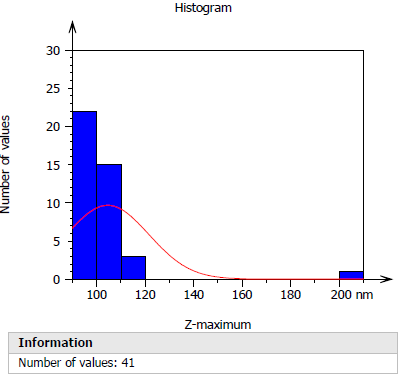 Histogram
30
25
20
15
10
5
0
Number of values
100 120 140 160 180 200 nm
Z-maximum
Information
Number of values: 41